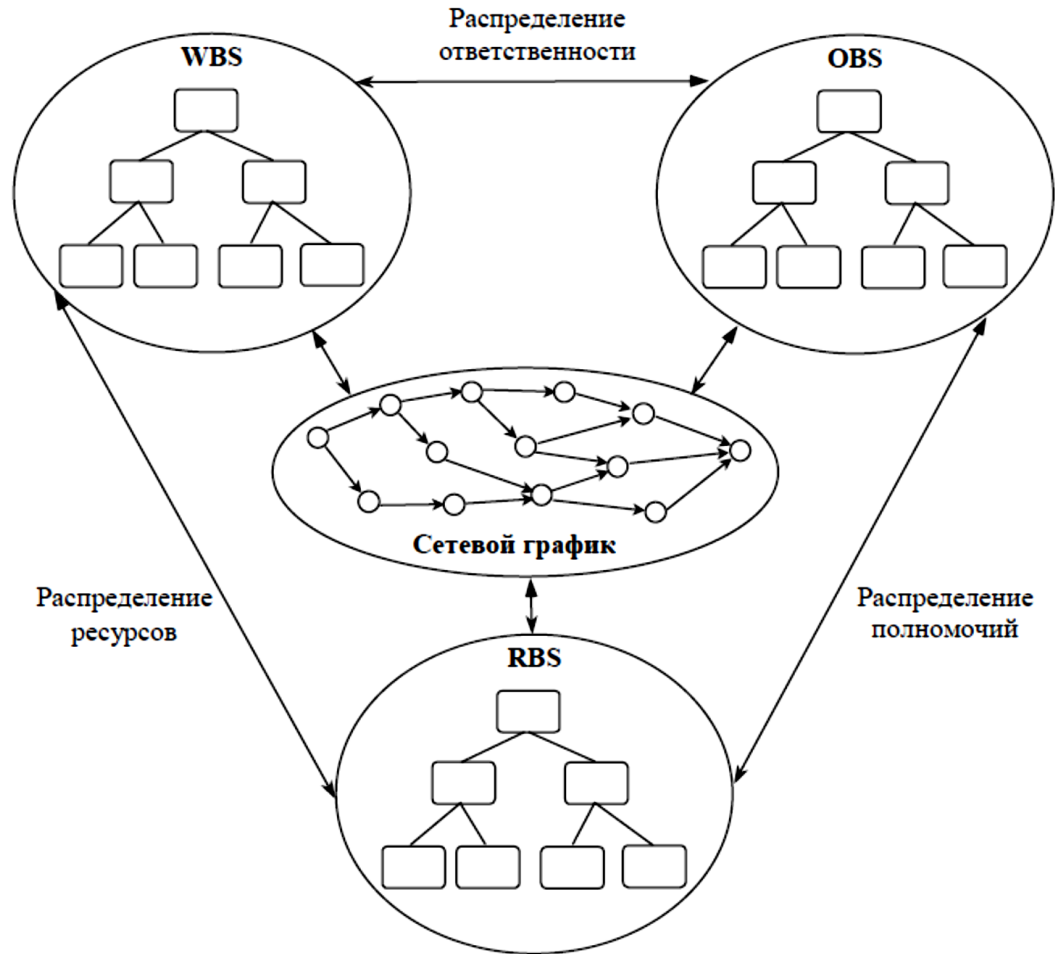 Распределение
ответственности
WBS
OBS
Сетевой график
Распределение
ресурсов
Распределение
полномочий
RBS